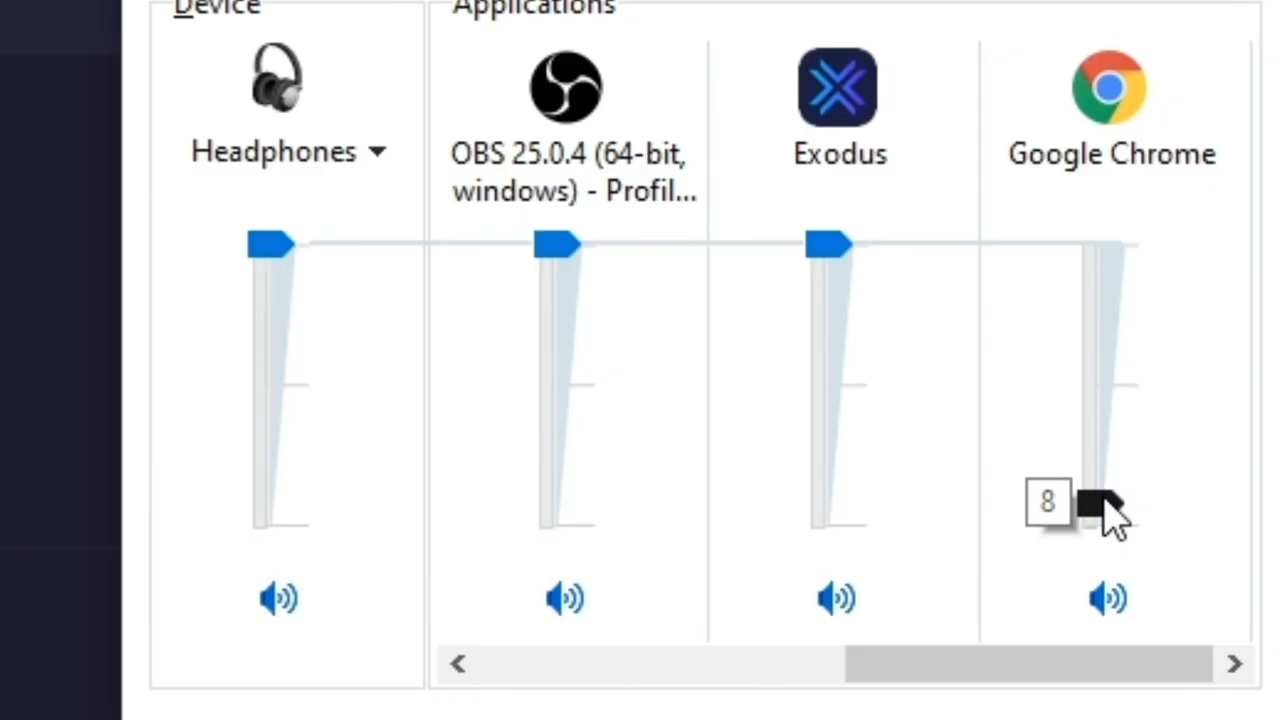 Device
Applications
Headphones
OBS 25.0.4 (64-bit,
windows) - Profil...
Exodus
Google Chrome
8